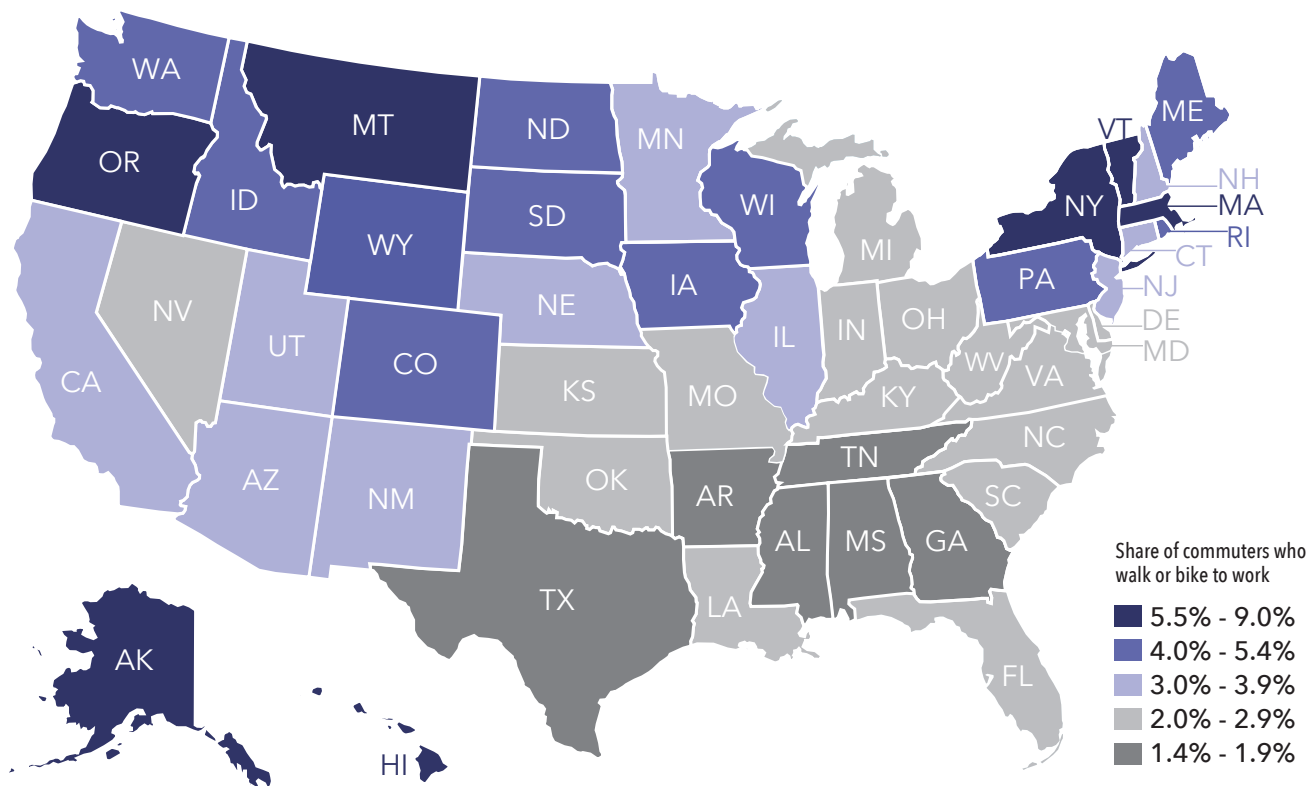 WA
ME
VT
MT
ND
MN
OR
NH
ID
SD
WI
NY
MA
WY
RI
MI
CT
IA
PA
NJ
NE
NV
OH
DE
IN
IL
UT
MD
CO
WV
VA
CA
KS
MO
KY
NC
TN
AZ
OK
NM
AR
SC
AL
MS
GA
Share of commuters who
walk or bike to work
TX
LA
5.5% - 9.0%
4.0% - 5.4%
AK
FL
3.0% - 3.9%
2.0% - 2.9%
1.4% - 1.9%
HI